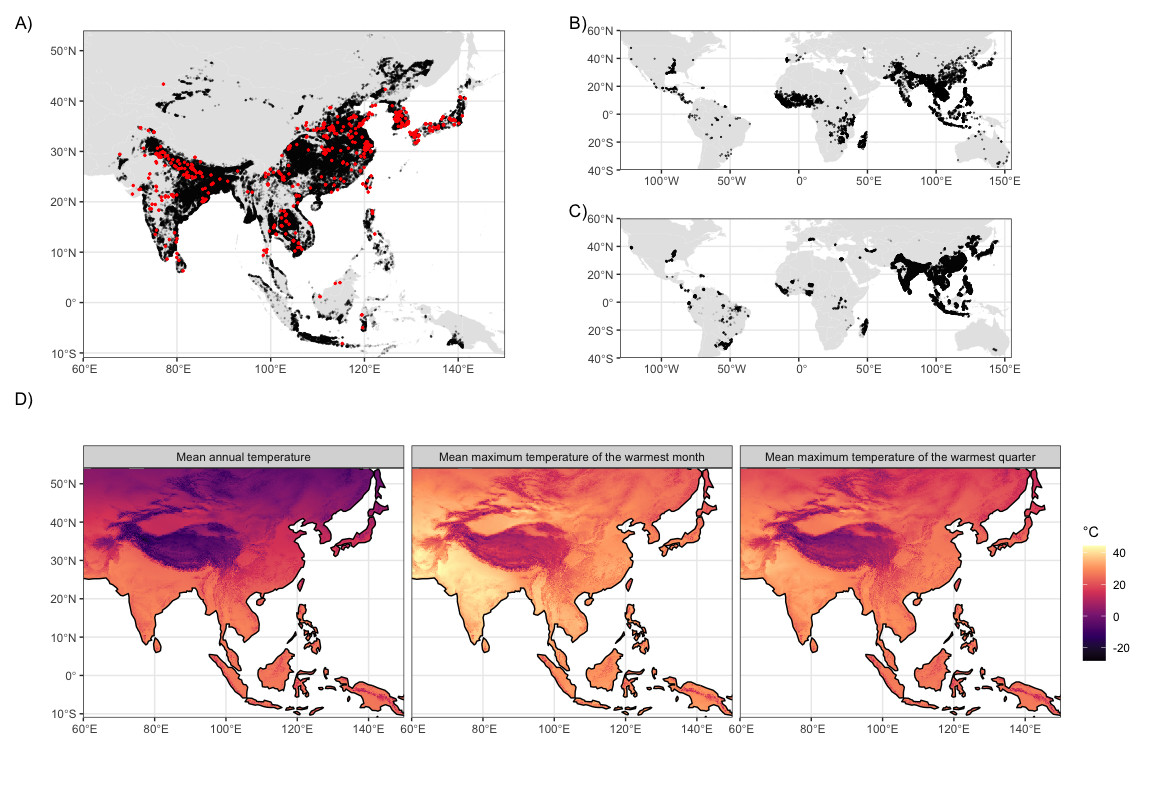 A)
50°N
40°N
30°N
20°N
10°N
0°
10°S
60°E 80°E 100°E 120°E 140°E
B)
60°N
40°N
20°N
0°
20°S
40°S
100°W 50°W 0° 50°E 100°E 150°E
C)
60°N
40°N
20°N
0°
20°S
40°S
100°W 50°W 0° 50°E 100°E 150°E
D)
Mean annual temperature
Mean maximum temperature of the warmest month
Mean maximum temperature of the warmest quarter
50°N
40°N
30°N
20°N
10°N
0°
10°S
60°E 80°E 100°E 120°E 140°E 60°E 80°E 100°E 120°E 140°E 60°E 80°E 100°E 120°E 140°E
°C
40
20
0
-20